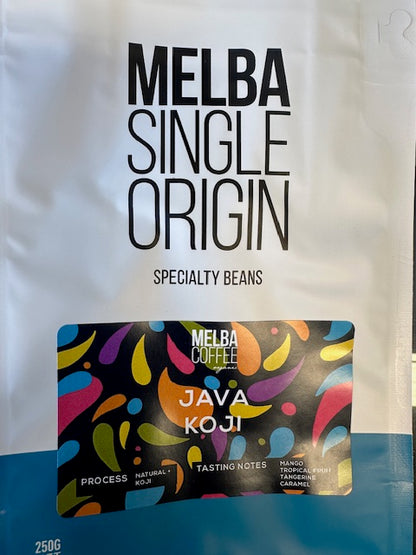 MELBA
SINGLE
ORIGIN
SPECIALTY BEANS
MELBA
COFFEE
organic
JAVA
KOJI
PROCESS
NATURAL +
KOJI
TASTING NOTES
MANGO
TROPICAL FRUIT
TANGERINE
CARAMEL
250G